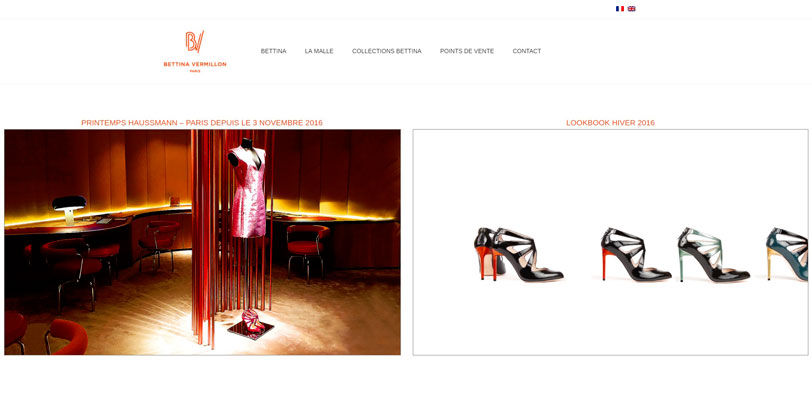 BV
BETTINA VERMILLON
PARIS
BETTINA
LA MALLE
COLLECTIONS BETTINA
POINTS DE VENTE
CONTACT
PRINTEMPS HAUSSMANN – PARIS DEPUIS LE 3 NOVEMBRE 2016
LOOKBOOK HIVER 2016